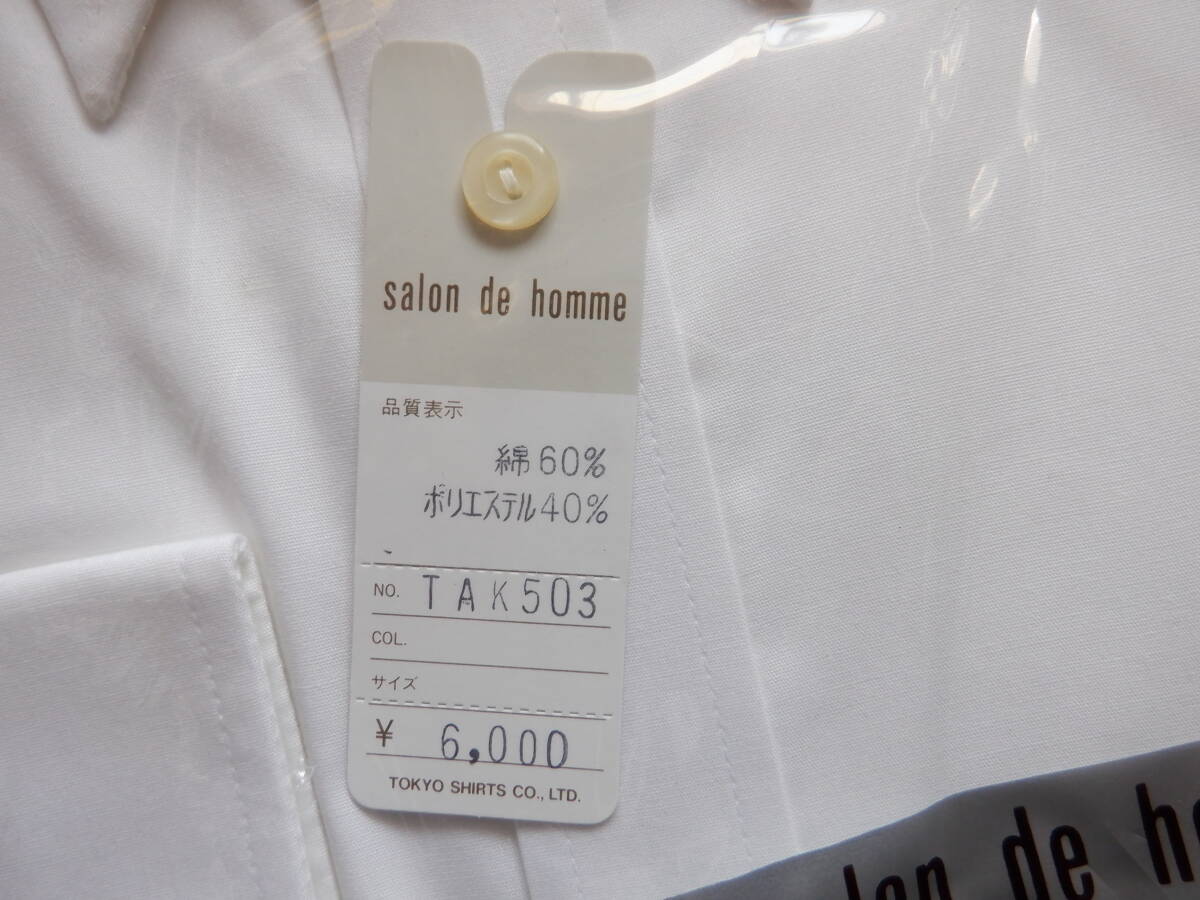 salon de homme
品質表示
綿60%
ポリエステル40%
NO. TAK503
COL.
サイズ
¥ 6,000
TOKYO SHIRTS CO., LTD.
lon de ho